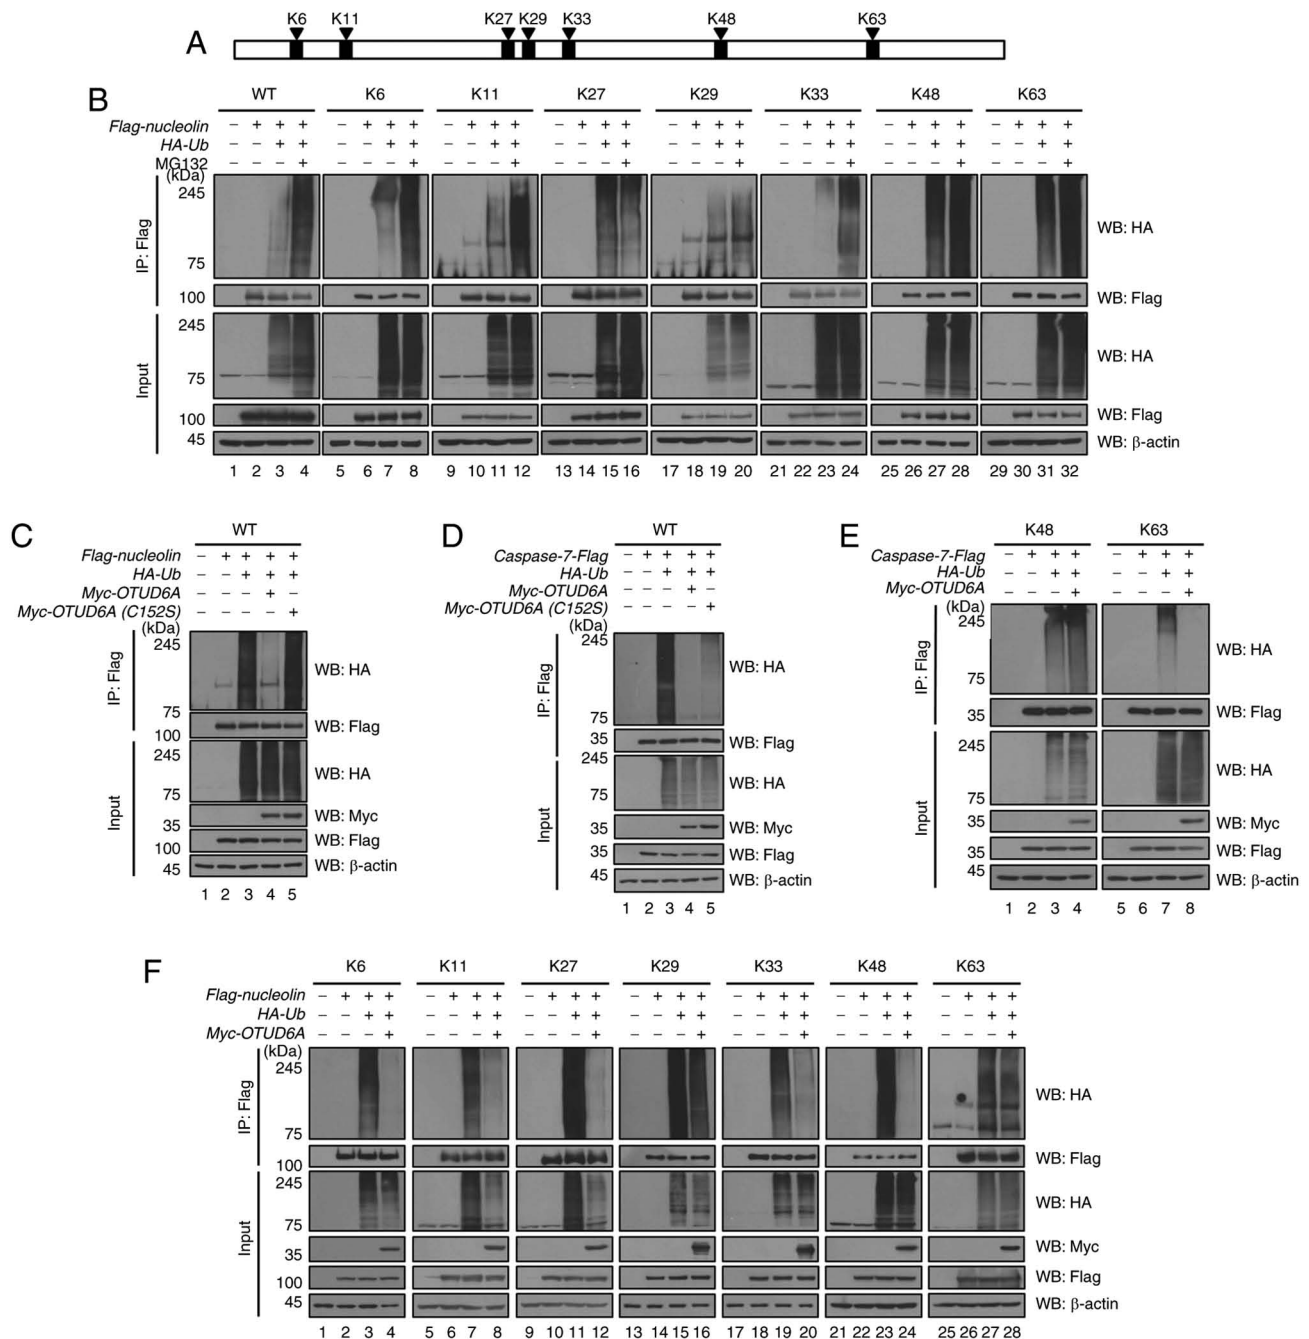 A
K6 K11 K27 K29 K33 K48 K63
B
WT K6 K11 K27 K29 K33 K48 K63
Flag-nucleolin – + + + – + + + – + + + – + + + – + + + – + + + – + + + – + + +
HA-Ub – – + + – – + + – – + + – – + + – – + + – – + + – – + + – – + +
MG132 – – – + – – – + – – – + – – – + – – – + – – – + – – – + – – – +
(kDa)
IP: Flag
245
75
WB: HA
100
WB: Flag
Input
245
75
WB: HA
100
WB: Flag
45
WB: β-actin
1 2 3 4 5 6 7 8 9 10 11 12 13 14 15 16 17 18 19 20 21 22 23 24 25 26 27 28 29 30 31 32
C
WT
Flag-nucleolin – + + + +
HA-Ub – – + + +
Myc-OTUD6A – – – + –
Myc-OTUD6A (C152S) – – – – +
(kDa)
IP: Flag
245
75
WB: HA
100
WB: Flag
Input
245
75
WB: HA
35
WB: Myc
100
WB: Flag
45
WB: β-actin
1 2 3 4 5
D
WT
Caspase-7-Flag – + + + +
HA-Ub – – + + +
Myc-OTUD6A – – – + –
Myc-OTUD6A (C152S) – – – – +
(kDa)
IP: Flag
245
75
WB: HA
35
WB: Flag
Input
245
75
WB: HA
35
WB: Myc
35
WB: Flag
45
WB: β-actin
1 2 3 4 5
E
K48 K63
Caspase-7-Flag – + + + – + + +
HA-Ub – – + + – – + +
Myc-OTUD6A – – – + – – – +
(kDa)
IP: Flag
245
75
WB: HA
35
WB: Flag
Input
245
75
WB: HA
35
WB: Myc
35
WB: Flag
45
WB: β-actin
1 2 3 4 5 6 7 8
F
K6 K11 K27 K29 K33 K48 K63
Flag-nucleolin – + + + – + + + – + + + – + + + – + + + – + + + – + + +
HA-Ub – – + + – – + + – – + + – – + + – – + + – – + + – – + +
Myc-OTUD6A – – – + – – – + – – – + – – – + – – – + – – – + – – – +
(kDa)
IP: Flag
245
75
WB: HA
100
WB: Flag
Input
245
75
WB: HA
35
WB: Myc
100
WB: Flag
45
WB: β-actin
1 2 3 4 5 6 7 8 9 10 11 12 13 14 15 16 17 18 19 20 21 22 23 24 25 26 27 28